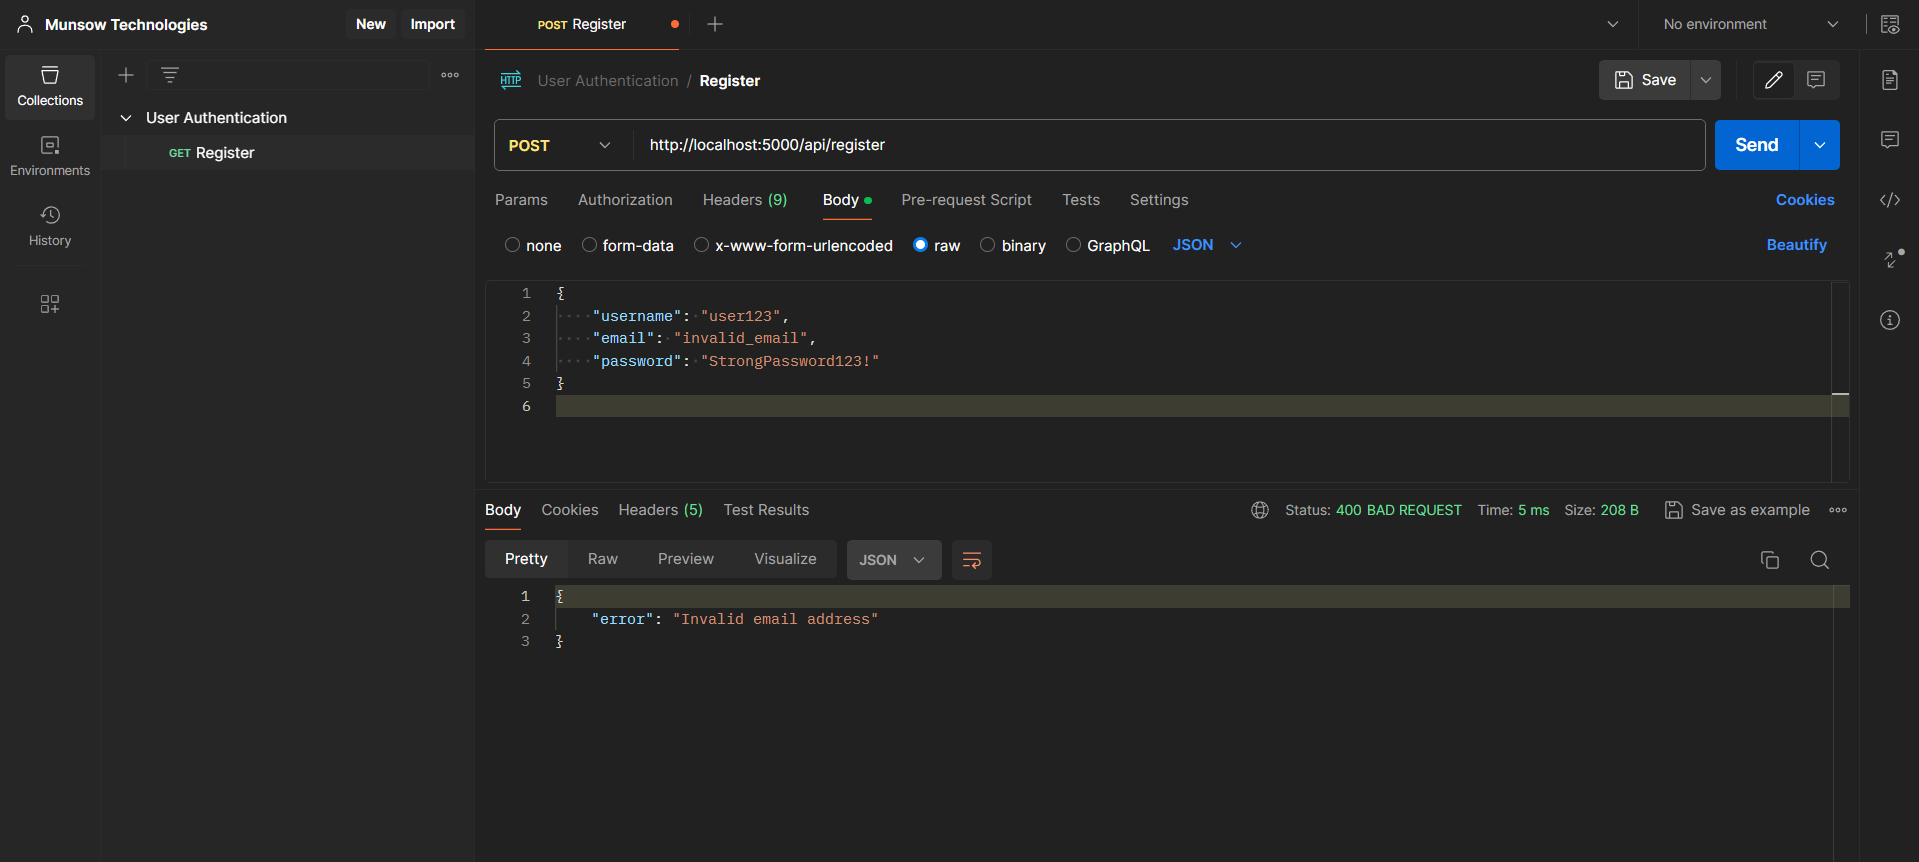 Munsow Technologies
New
Import
POST Register
No environment
Collections
Environments
History
User Authentication
GET Register
HTTP
User Authentication / Register
Save
POST
http://localhost:5000/api/register
Send
Params
Authorization
Headers (9)
Body
Pre-request Script
Tests
Settings
Cookies
none
form-data
x-www-form-urlencoded
raw
binary
GraphQL
JSON
Beautify
1 {
2 "username": "user123",
3 "email": "invalid_email",
4 "password": "StrongPassword123!"
5 }
6
Body
Cookies
Headers (5)
Test Results
Status: 400 BAD REQUEST
Time: 5 ms
Size: 208 B
Save as example
Pretty
Raw
Preview
Visualize
JSON
1 {
2 "error": "Invalid email address"
3 }